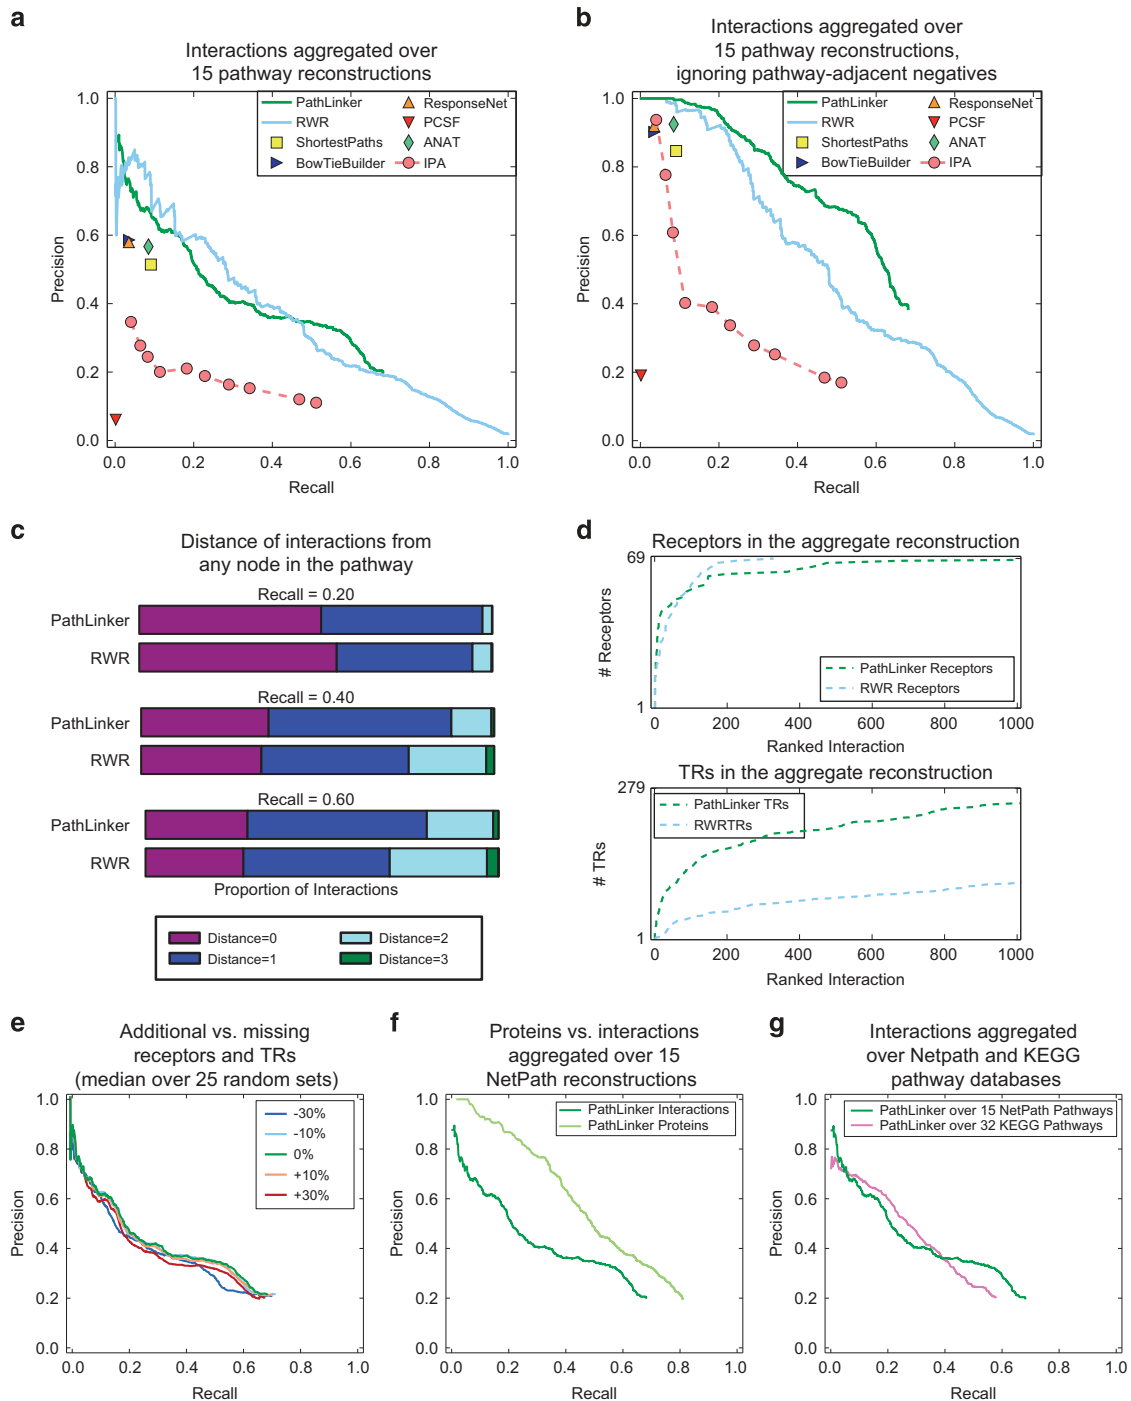 a
Interactions aggregated over
15 pathway reconstructions
1.0
0.8
0.6
0.4
0.2
0.0
Precision
0.0 0.2 0.4 0.6 0.8 1.0
Recall
PathLinker
RWR
ShortestPaths
BowTieBuilder
ResponseNet
PCSF
ANAT
IPA
b
Interactions aggregated over
15 pathway reconstructions,
ignoring pathway-adjacent negatives
1.0
0.8
0.6
0.4
0.2
0.0
Precision
0.0 0.2 0.4 0.6 0.8 1.0
Recall
PathLinker
RWR
ShortestPaths
BowTieBuilder
ResponseNet
PCSF
ANAT
IPA
c
Distance of interactions from
any node in the pathway
Recall = 0.20
PathLinker
RWR
Recall = 0.40
PathLinker
RWR
Recall = 0.60
PathLinker
RWR
Proportion of Interactions
Distance=0
Distance=1
Distance=2
Distance=3
d
Receptors in the aggregate reconstruction
69
1
# Receptors
PathLinker Receptors
RWR Receptors
0 200 400 600 800 1000
Ranked Interaction
TRs in the aggregate reconstruction
279
1
# TRs
PathLinker TRs
RWRTRs
0 200 400 600 800 1000
Ranked Interaction
e
Additional vs. missing
receptors and TRs
(median over 25 random sets)
1.0
0.8
0.6
0.4
0.2
0.0
Precision
-30%
-10%
0%
+10%
+30%
0.0 0.2 0.4 0.6 0.8 1.0
Recall
f
Proteins vs. interactions
aggregated over 15
NetPath reconstructions
1.0
0.8
0.6
0.4
0.2
0.0
Precision
PathLinker Interactions
PathLinker Proteins
0.0 0.2 0.4 0.6 0.8 1.0
Recall
g
Interactions aggregated
over Netpath and KEGG
pathway databases
1.0
0.8
0.6
0.4
0.2
0.0
Precision
PathLinker over 15 NetPath Pathways
PathLinker over 32 KEGG Pathways
0.0 0.2 0.4 0.6 0.8 1.0
Recall